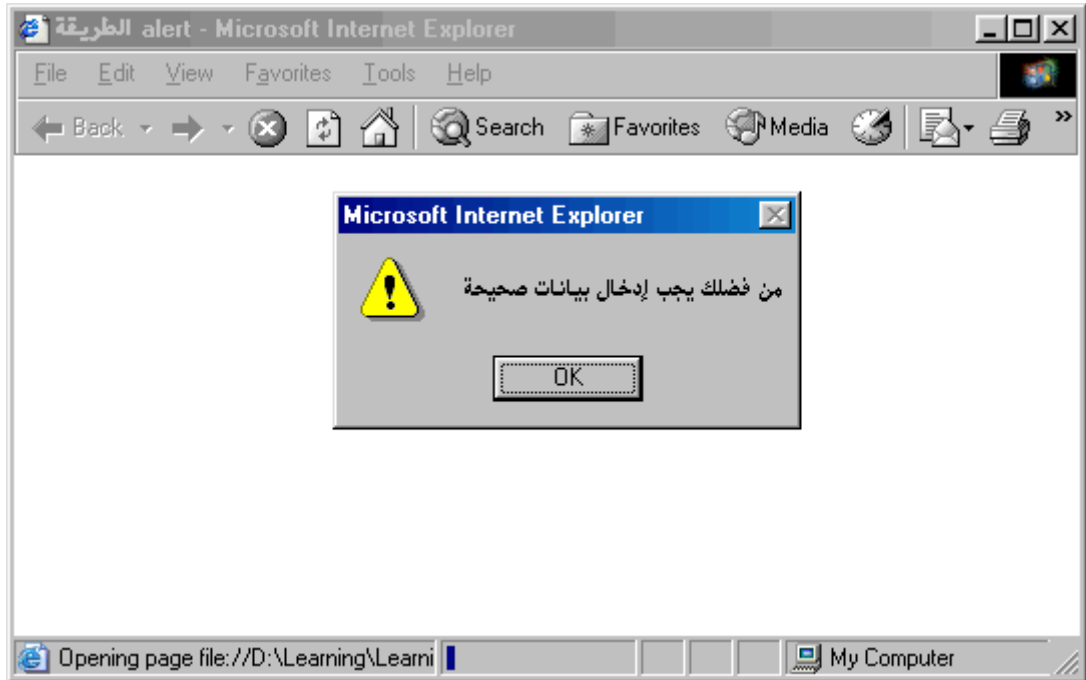 الطريقة alert - Microsoft Internet Explorer
File Edit View Favorites Tools Help
Back Search Favorites Media »
Microsoft Internet Explorer
من فضلك يجب إدخال بيانات صحيحة
OK
Opening page file://D:\Learning\Learni My Computer